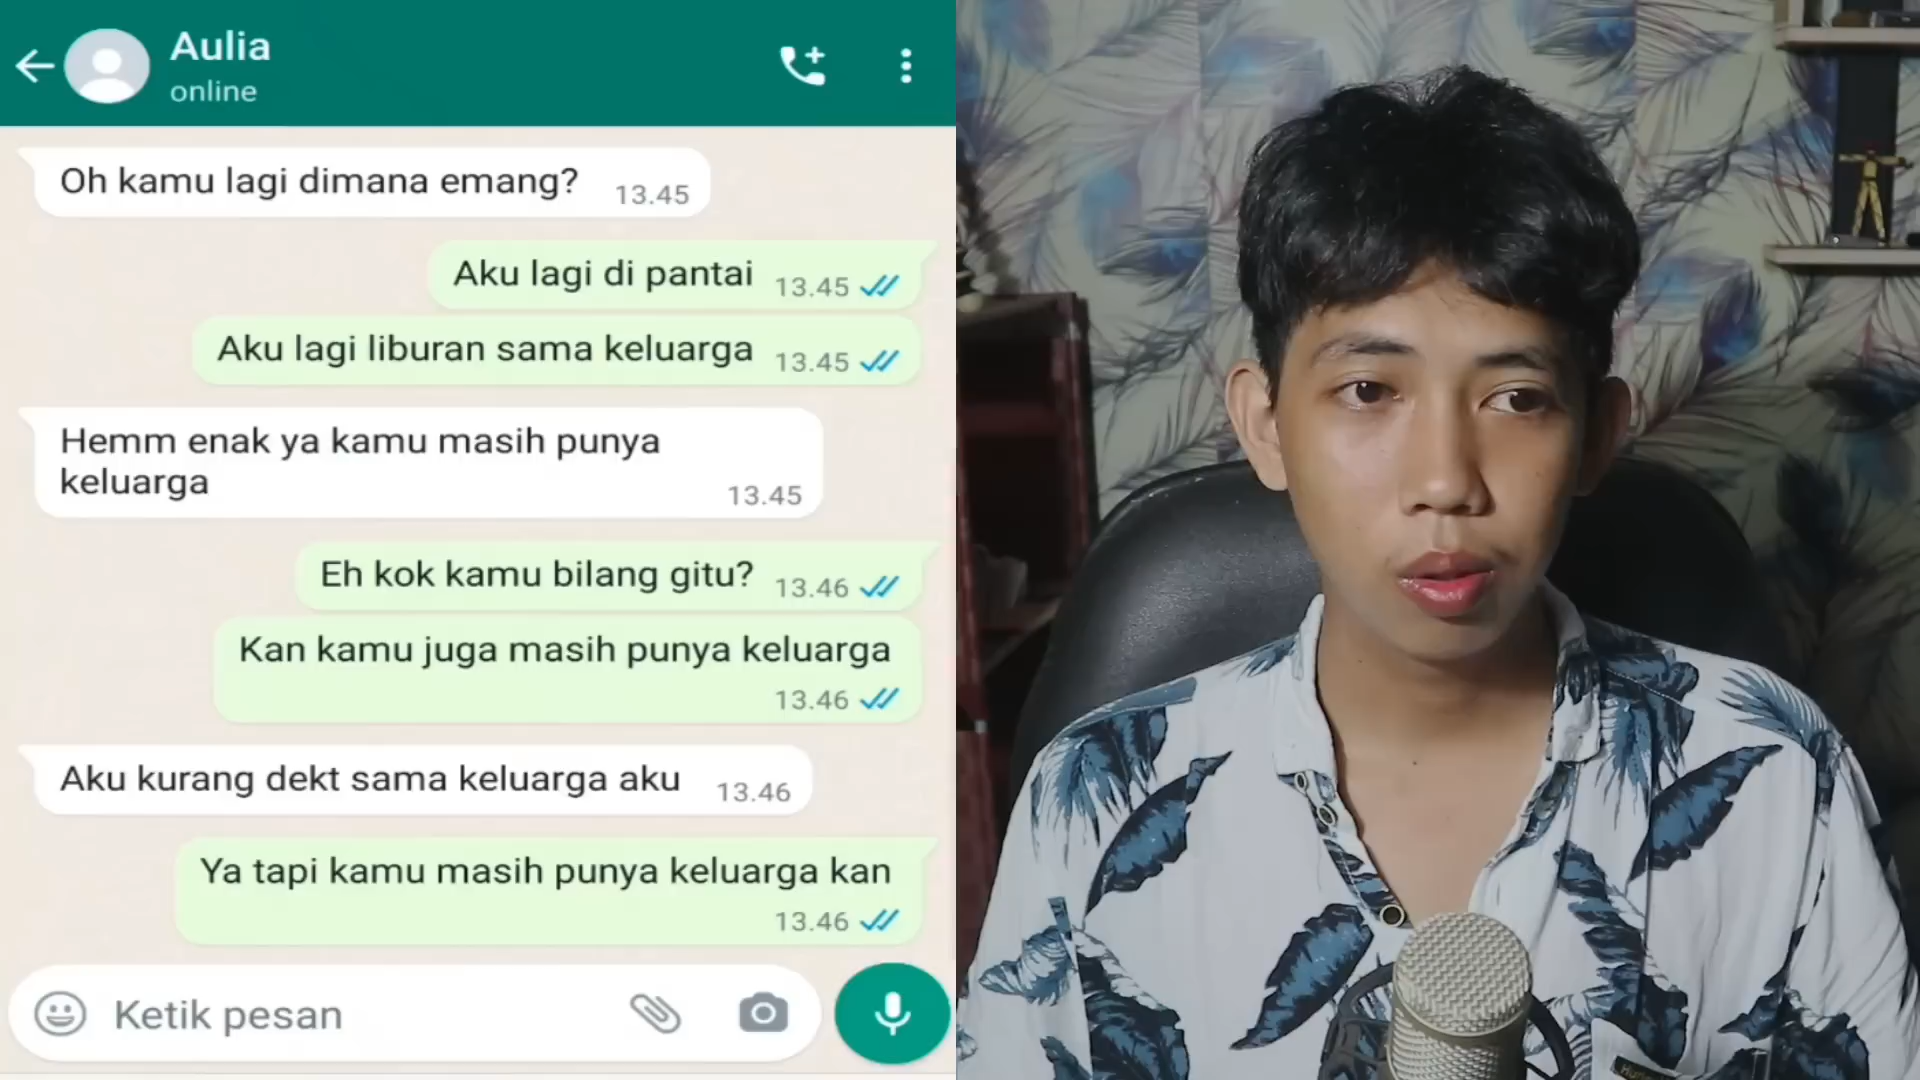 Aulia
online
Oh kamu lagi dimana emang? 13.45
Aku lagi di pantai 13.45
Aku lagi liburan sama keluarga 13.45
Hemm enak ya kamu masih punya
keluarga 13.45
Eh kok kamu bilang gitu? 13.46
Kan kamu juga masih punya keluarga
13.46
Aku kurang dekt sama keluarga aku 13.46
Ya tapi kamu masih punya keluarga kan
13.46
Ketik pesan